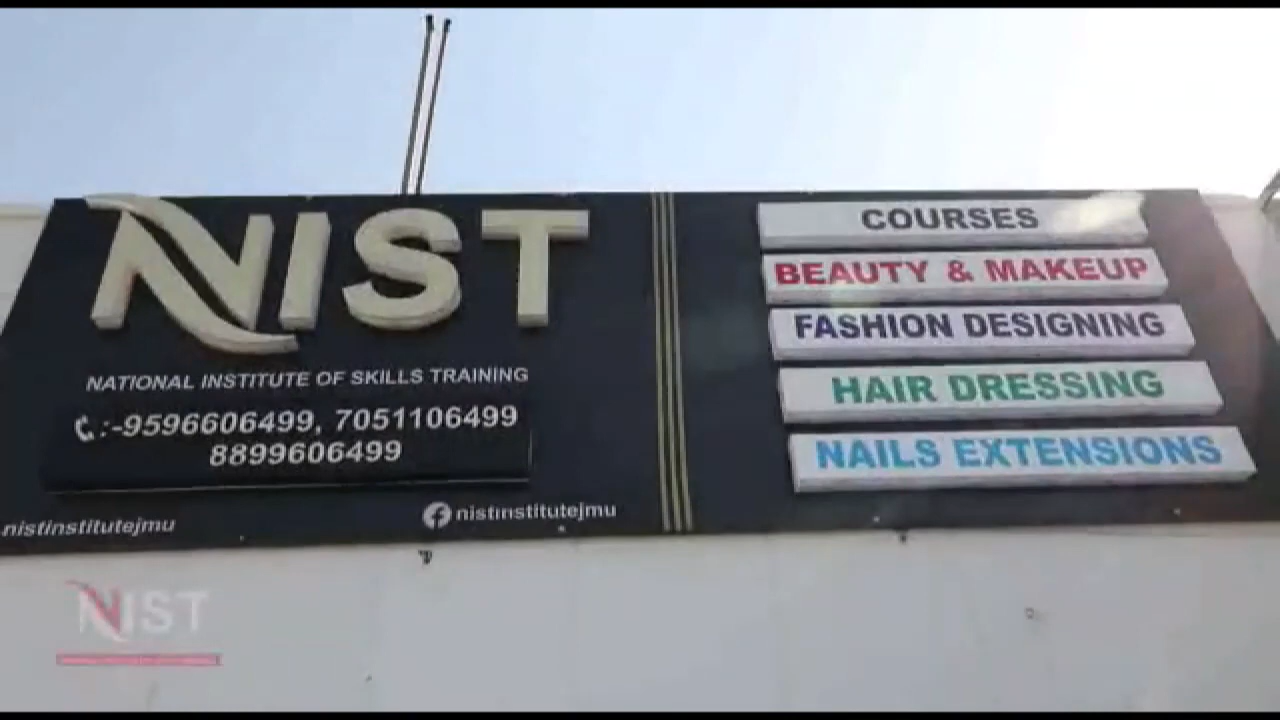 NIST
NATIONAL INSTITUTE OF SKILLS TRAINING
:-9596606499, 7051106499
8899606499
nistinstitutejmu
nistinstitutejmu
COURSES
BEAUTY & MAKEUP
FASHION DESIGNING
HAIR DRESSING
NAILS EXTENSIONS
NIST